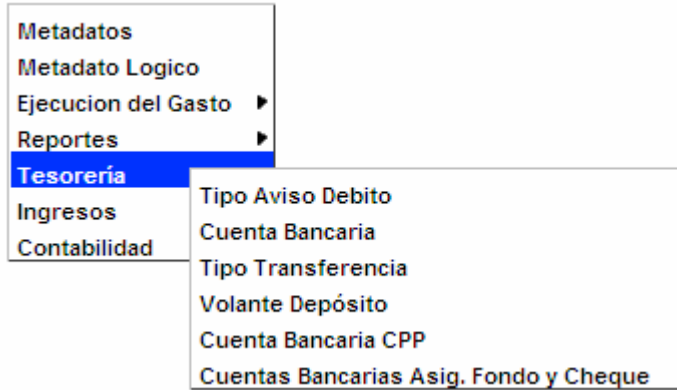 Metadatos
Metadato Logico
Ejecucion del Gasto
Reportes
Tesorería
Ingresos
Contabilidad
Tipo Aviso Debito
Cuenta Bancaria
Tipo Transferencia
Volante Depósito
Cuenta Bancaria CPP
Cuentas Bancarias Asig. Fondo y Cheque